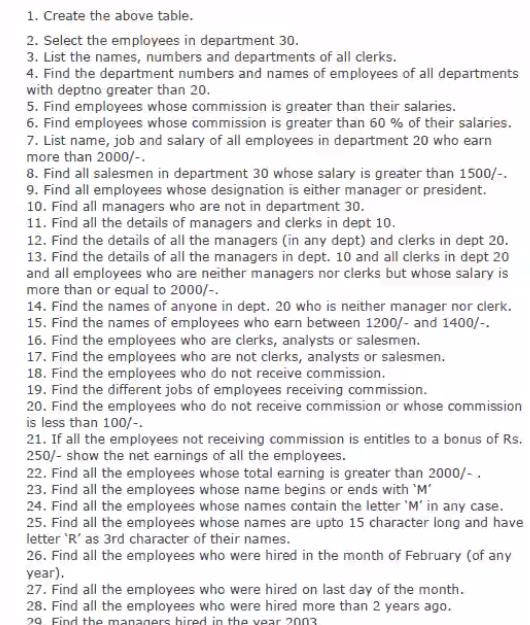 1. Create the above table.
2. Select the employees in department 30.
3. List the names, numbers and departments of all clerks.
4. Find the department numbers and names of employees of all departments
with deptno greater than 20.
5. Find employees whose commission is greater than their salaries.
6. Find employees whose commission is greater than 60 % of their salaries.
7. List name, job and salary of all employees in department 20 who earn
more than 2000/-.
8. Find all salesmen in department 30 whose salary is greater than 1500/-.
9. Find all employees whose designation is either manager or president.
10. Find all managers who are not in department 30.
11. Find all the details of managers and clerks in dept 10.
12. Find the details of all the managers (in any dept) and clerks in dept 20.
13. Find the details of all the managers in dept. 10 and all clerks in dept 20
and all employees who are neither managers nor clerks but whose salary is
more than or equal to 2000/-.
14. Find the names of anyone in dept. 20 who is neither manager nor clerk.
15. Find the names of employees who earn between 1200/- and 1400/-.
16. Find the employees who are clerks, analysts or salesmen.
17. Find the employees who are not clerks, analysts or salesmen.
18. Find the employees who do not receive commission.
19. Find the different jobs of employees receiving commission.
20. Find the employees who do not receive commission or whose commission
is less than 100/-.
21. If all the employees not receiving commission is entitles to a bonus of Rs.
250/- show the net earnings of all the employees.
22. Find all the employees whose total earning is greater than 2000/- .
23. Find all the employees whose name begins or ends with ‘M’
24. Find all the employees whose names contain the letter ‘M’ in any case.
25. Find all the employees whose names are upto 15 character long and have
letter ‘R’ as 3rd character of their names.
26. Find all the employees who were hired in the month of February (of any
year).
27. Find all the employees who were hired on last day of the month.
28. Find all the employees who were hired more than 2 years ago.
29. Find the managers hired in the year 2003